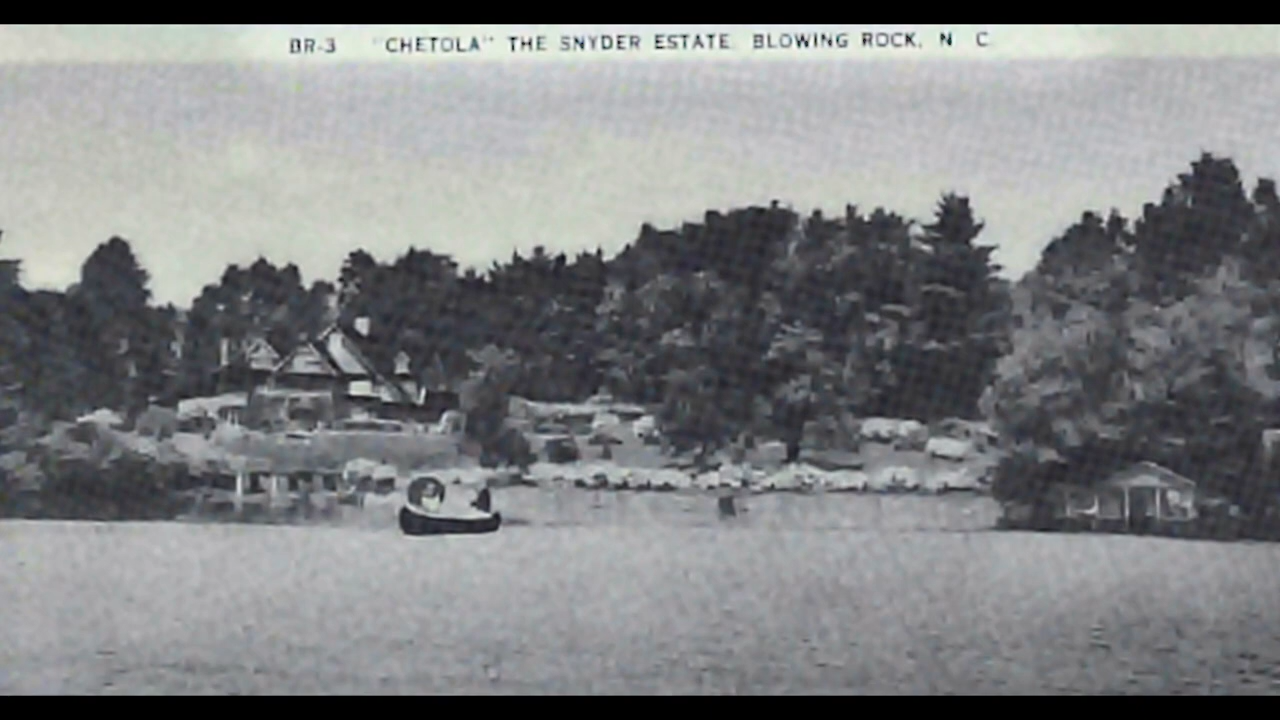 BR-3 "CHETOLA" THE SNYDER ESTATE. BLOWING ROCK, N. C.